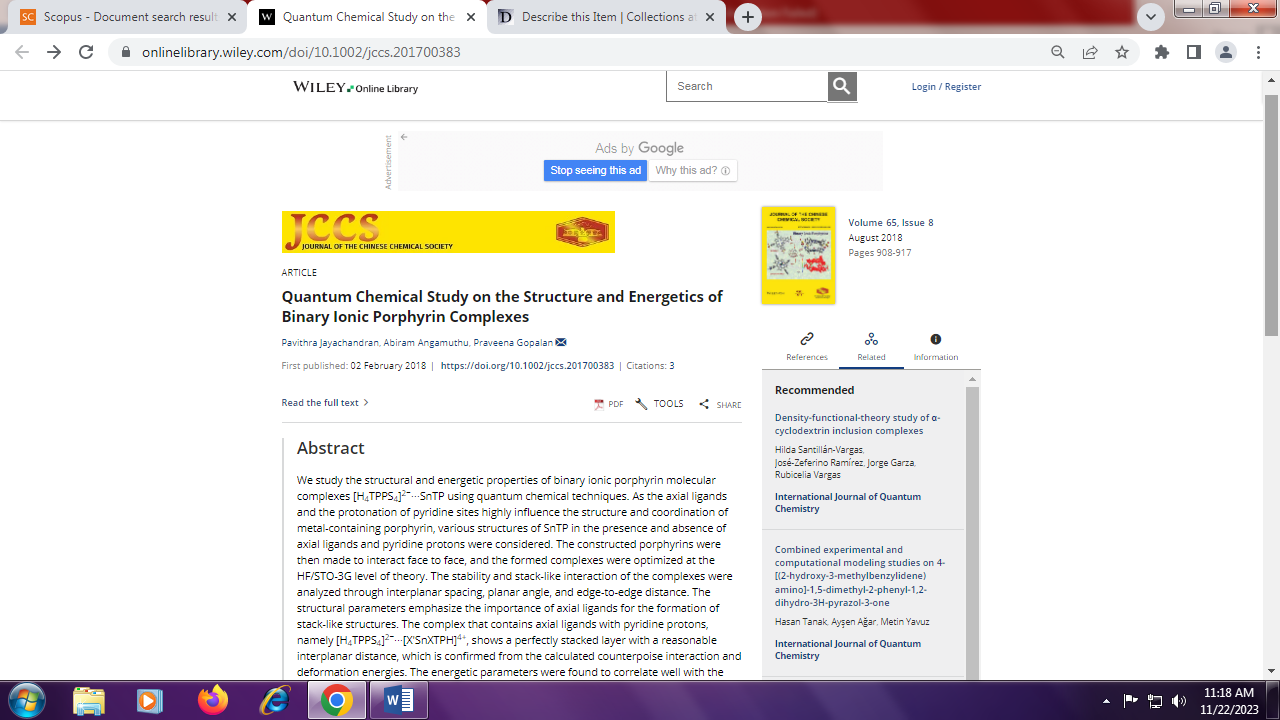 Scopus - Document search result
Quantum Chemical Study on the
Describe this Item | Collections a
onlinelibrary.wiley.com/doi/10.1002/jccs.201700383
WILEY Online Library
Search
Login / Register
Advertisement
Ads by Google
Stop seeing this ad
Why this ad?
JCCS
JOURNAL OF THE CHINESE CHEMICAL SOCIETY
JOURNAL OF THE CHINESE
CHEMICAL SOCIETY
Volume 65, Issue 8
August 2018
Pages 908-917
ARTICLE
Quantum Chemical Study on the Structure and Energetics of
Binary Ionic Porphyrin Complexes
Pavithra Jayachandran, Abiram Angamuthu, Praveena Gopalan
First published: 02 February 2018 | https://doi.org/10.1002/jccs.201700383 | Citations: 3
Read the full text
PDF
TOOLS
SHARE
Abstract
We study the structural and energetic properties of binary ionic porphyrin molecular
complexes [H₄TPPS₄]²⁻···SnTP using quantum chemical techniques. As the axial ligands
and the protonation of pyridine sites highly influence the structure and coordination of
metal-containing porphyrin, various structures of SnTP in the presence and absence of
axial ligands and pyridine protons were considered. The constructed porphyrins were
then made to interact face to face, and the formed complexes were optimized at the
HF/STO-3G level of theory. The stability and stack-like interaction of the complexes were
analyzed through interplanar spacing, planar angle, and edge-to-edge distance. The
structural parameters emphasize the importance of axial ligands for the formation of
stack-like structures. The complex that contains axial ligands with pyridine protons,
namely [H₄TPPS₄]²⁻···[X'SnXTPH]⁴⁺, shows a perfectly stacked layer with a reasonable
interplanar distance, which is confirmed from the calculated counterpoise interaction and
deformation energies. The energetic parameters were found to correlate well with the
References
Related
Information
Recommended
Density-functional-theory study of α-
cyclodextrin inclusion complexes
Hilda Santillán-Vargas,
José-Zeferino Ramírez, Jorge Garza,
Rubicelia Vargas
International Journal of Quantum
Chemistry
Combined experimental and
computational modeling studies on 4-
[(2-hydroxy-3-methylbenzylidene)
amino]-1,5-dimethyl-2-phenyl-1,2-
dihydro-3H-pyrazol-3-one
Hasan Tanak, Ayşen Ağar, Metin Yavuz
International Journal of Quantum
Chemistry
11:18 AM
11/22/2023